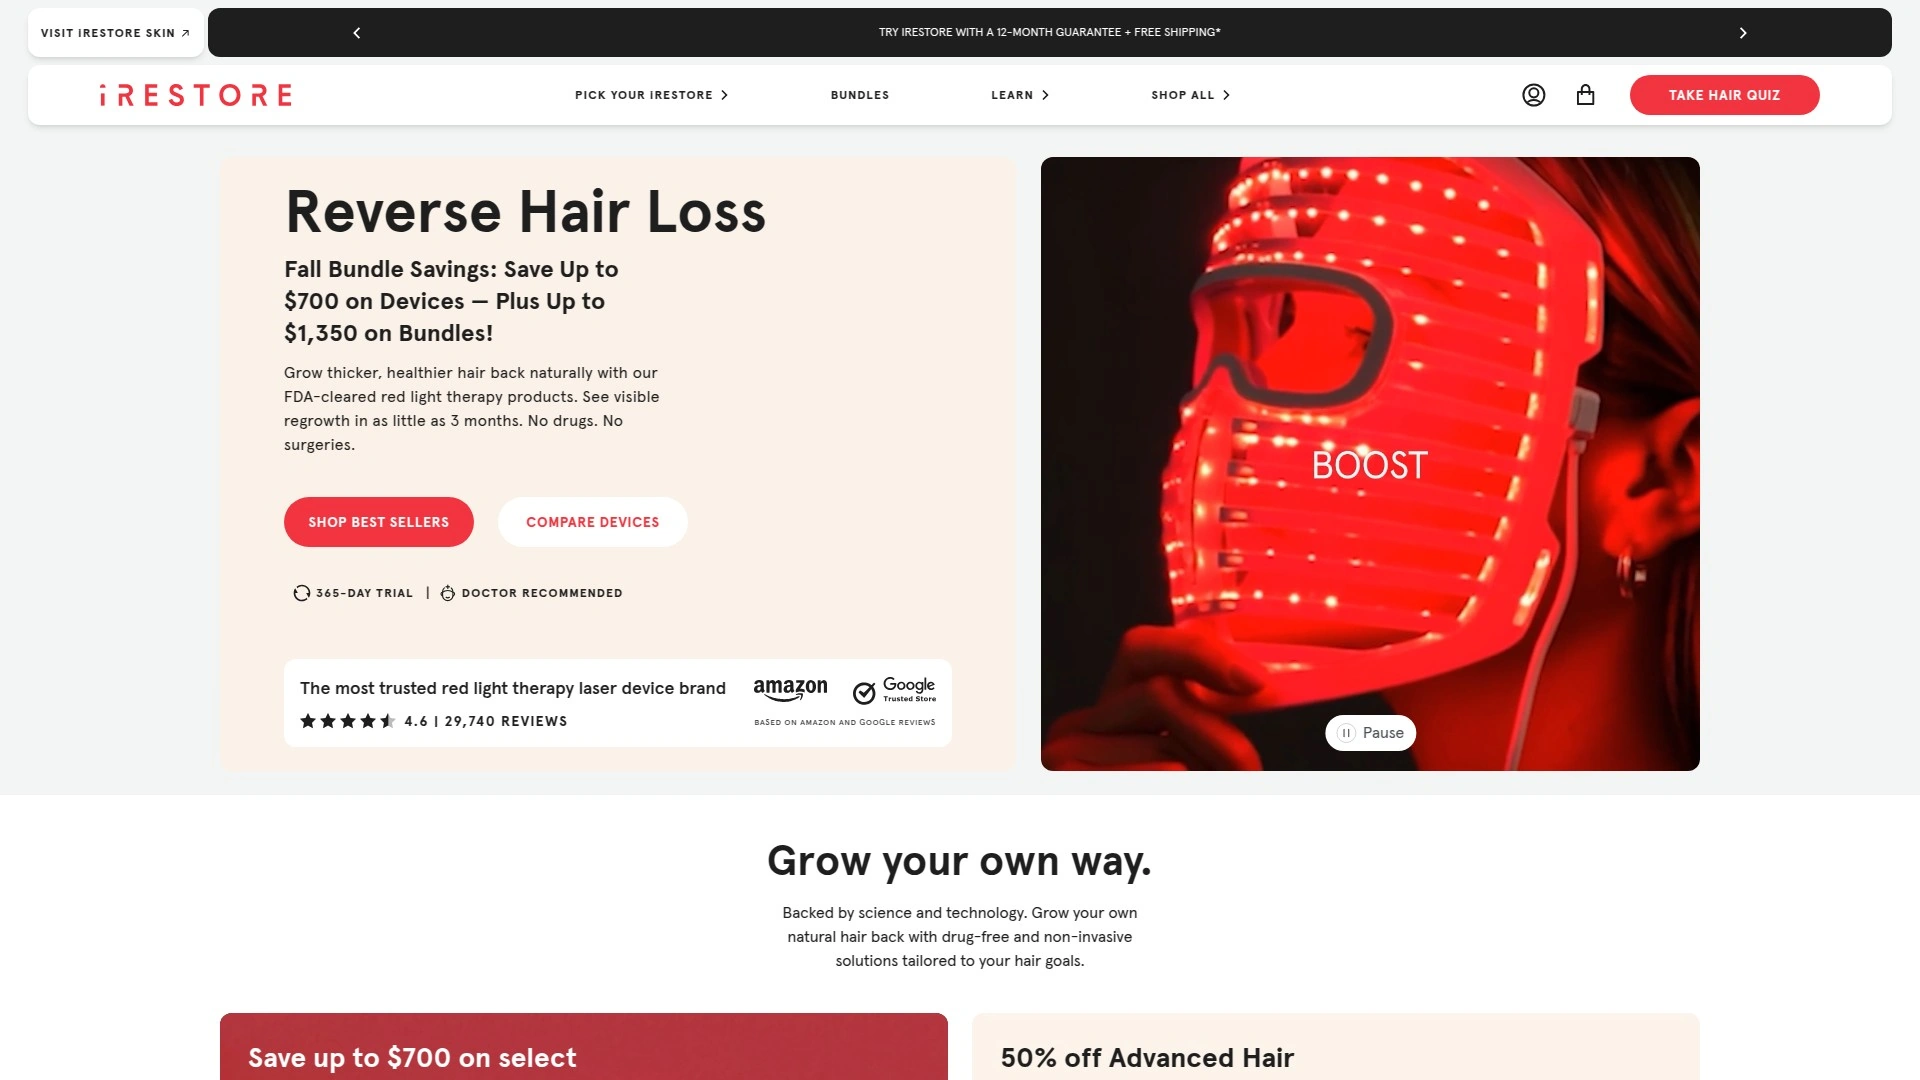 VISIT iRESTORE SKIN
TRY IRESTORE WITH A 12-MONTH GUARANTEE + FREE SHIPPING*
iRESTORE
PICK YOUR iRESTORE
BUNDLES
LEARN
SHOP ALL
TAKE HAIR QUIZ
Reverse Hair Loss
Fall Bundle Savings: Save Up to
$700 on Devices — Plus Up to
$1,350 on Bundles!
Grow thicker, healthier hair back naturally with our
FDA-cleared red light therapy products. See visible
regrowth in as little as 3 months. No drugs. No
surgeries.
SHOP BEST SELLERS
COMPARE DEVICES
365-DAY TRIAL | DOCTOR RECOMMENDED
The most trusted red light therapy laser device brand
4.6 | 29,740 REVIEWS
amazon
Google
Trusted Store
BASED ON AMAZON AND GOOGLE REVIEWS
BOOST
Pause
Grow your own way.
Backed by science and technology. Grow your own
natural hair back with drug-free and non-invasive
solutions tailored to your hair goals.
Save up to $700 on select
50% off Advanced Hair